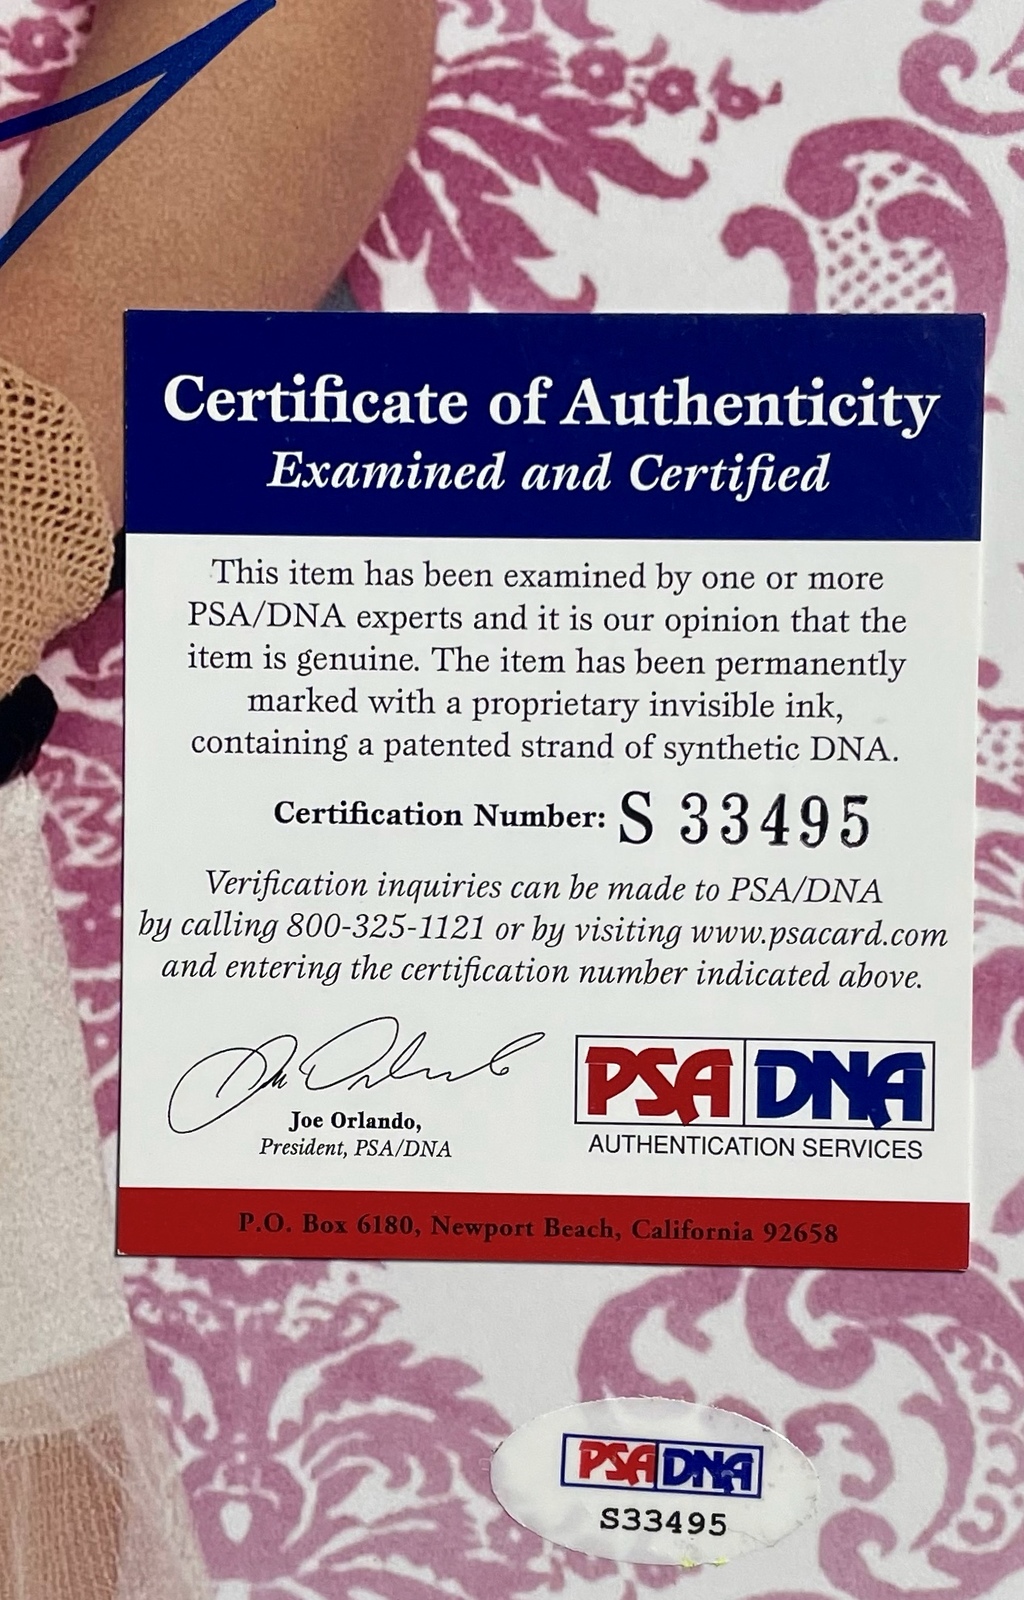 Certificate of Authenticity
Examined and Certified
This item has been examined by one or more
PSA/DNA experts and it is our opinion that the
item is genuine. The item has been permanently
marked with a proprietary invisible ink,
containing a patented strand of synthetic DNA.
Certification Number: S 33495
Verification inquiries can be made to PSA/DNA
by calling 800-325-1121 or by visiting www.psacard.com
and entering the certification number indicated above.
Joe Orlando,
President, PSA/DNA
PSA DNA
AUTHENTICATION SERVICES
P.O. Box 6180, Newport Beach, California 92658
PSA DNA
S33495